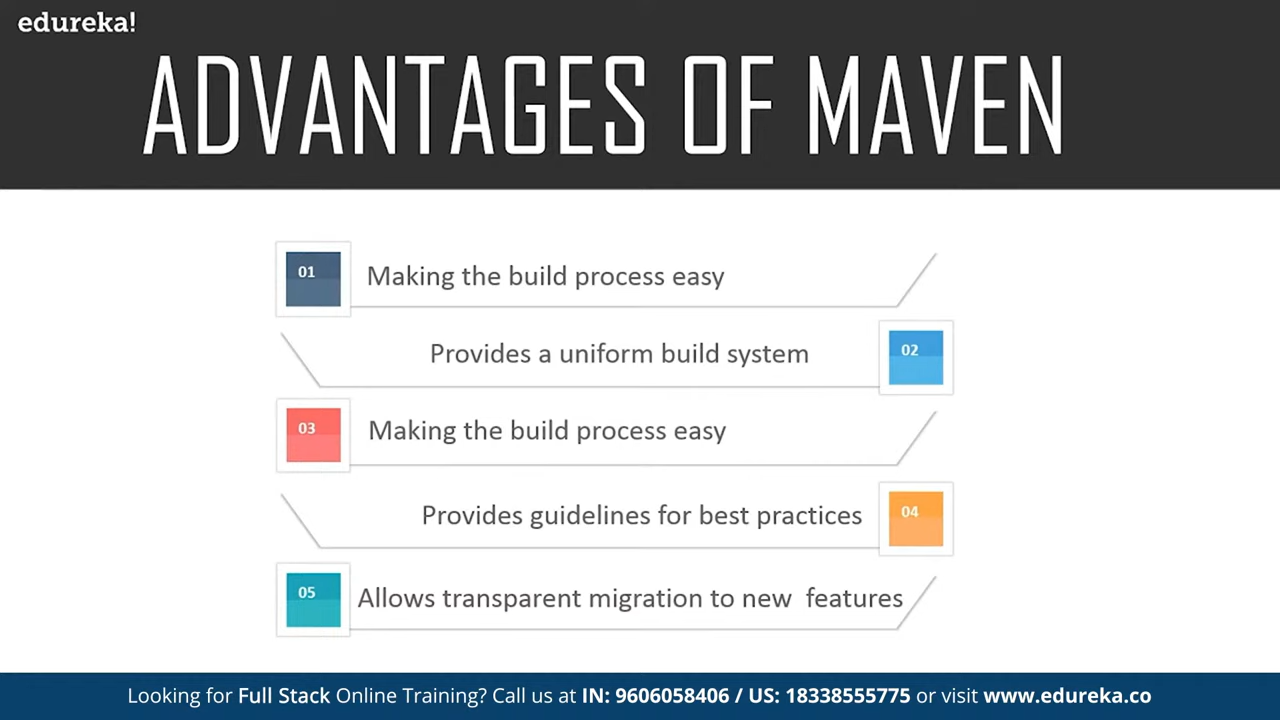 edureka!
ADVANTAGES OF MAVEN
01
Making the build process easy
Provides a uniform build system
02
03
Making the build process easy
Provides guidelines for best practices
04
05
Allows transparent migration to new  features
Looking for Full Stack Online Training? Call us at IN: 9606058406 / US: 18338555775 or visit www.edureka.co